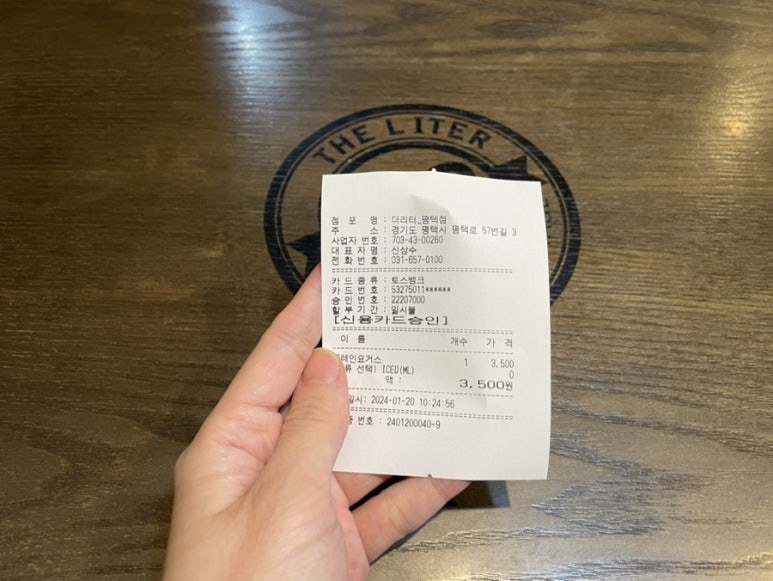 THE LITER
점 포 명 : 더리터_평택점
주 소 : 경기도 평택시 평택로 57번길 3
사업자 번호 : 703-43-00260
대 표 자 명 : 신상수
전 화 번 호 : 031-657-0100
카 드 종 류 : 토스뱅크
카 드 번 호 : 53275011******
승 인 번 호 : 22207000
할 부 기 간 : 일시불
[신용카드승인]
이 름 개수 가 격
레인요거스 1 3,500
류 선택) ICED(ML) 0
액 : 3,500원
일시: 2024-01-20 10:24:56
번호 : 2401200040-9